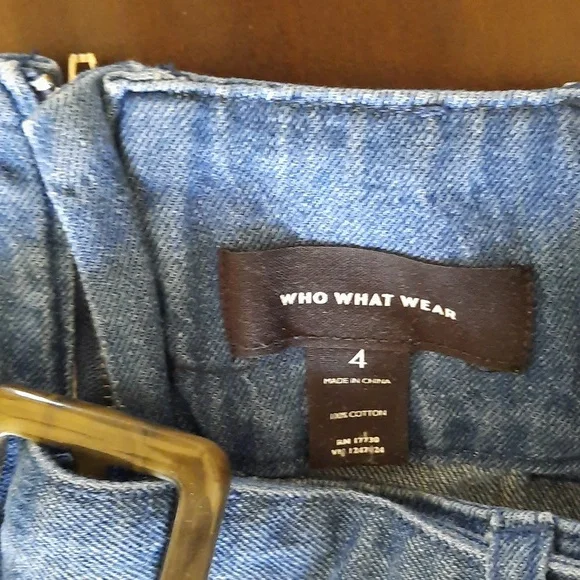 WHO WHAT WEAR
4
MADE IN CHINA
100% COTTON
RN 17730